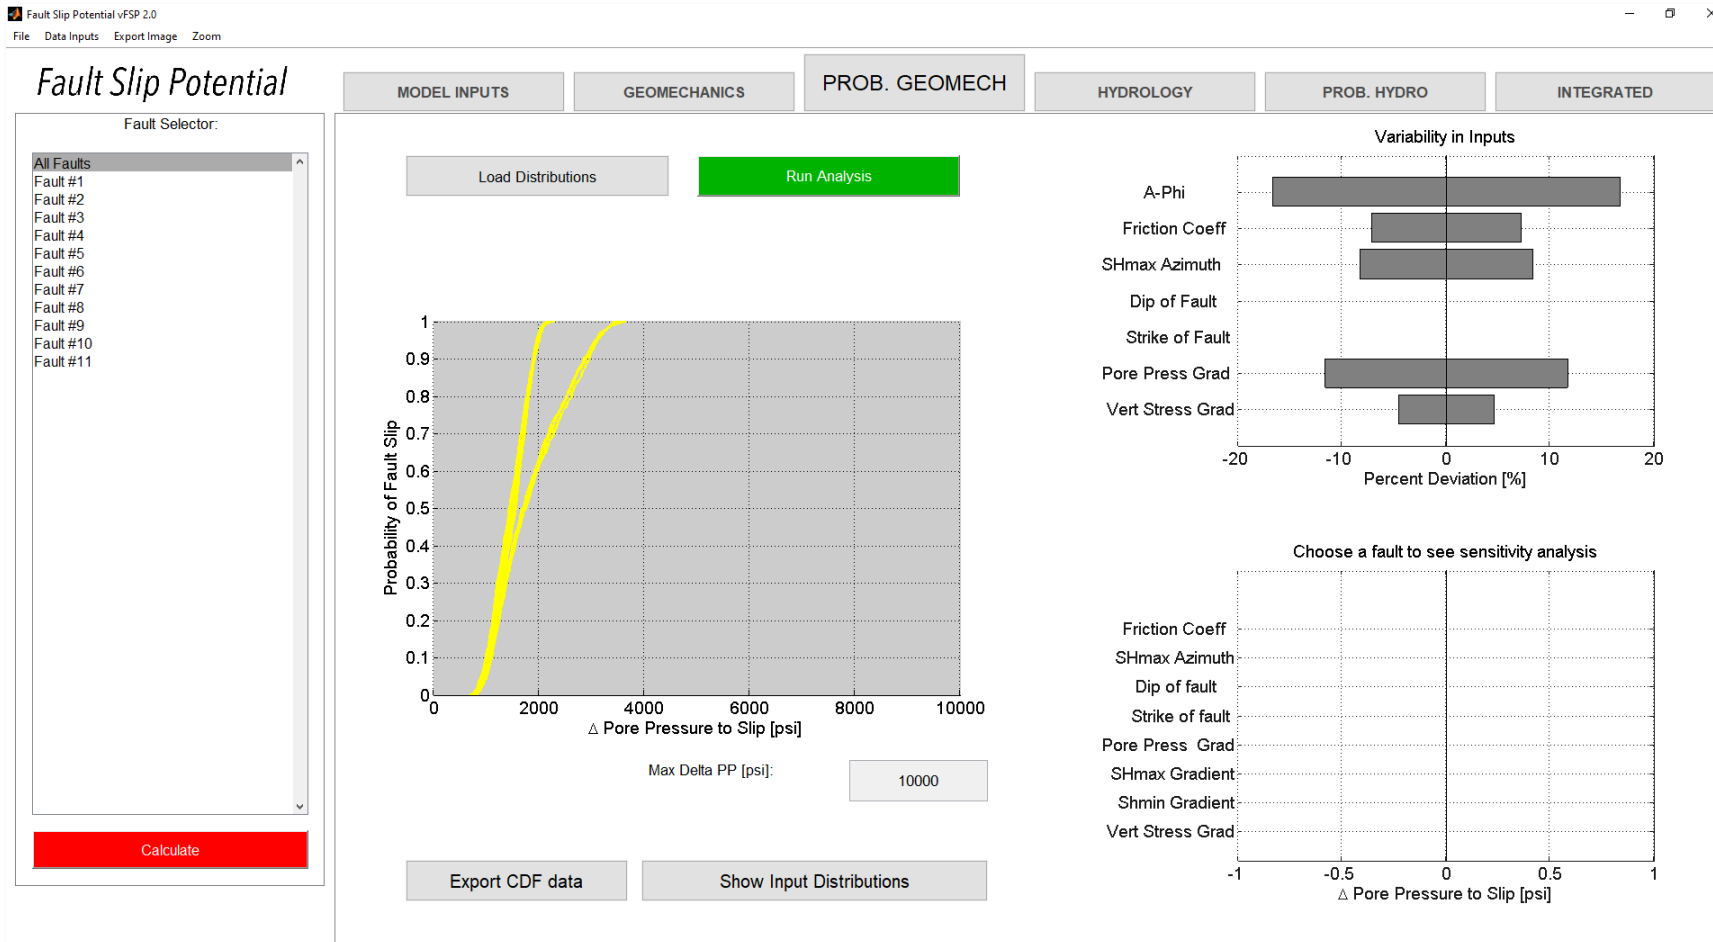 Fault Slip Potential vFSP 2.0
File Data Inputs Export Image Zoom
Fault Slip Potential
MODEL INPUTS
GEOMECHANICS
PROB. GEOMECH
HYDROLOGY
PROB. HYDRO
INTEGRATED
Fault Selector:
All Faults
Fault #1
Fault #2
Fault #3
Fault #4
Fault #5
Fault #6
Fault #7
Fault #8
Fault #9
Fault #10
Fault #11
Calculate
Load Distributions
Run Analysis
Probability of Fault Slip
1
0.9
0.8
0.7
0.6
0.5
0.4
0.3
0.2
0.1
0
0 2000 4000 6000 8000 10000
Δ Pore Pressure to Slip [psi]
Max Delta PP [psi]:
10000
Export CDF data
Show Input Distributions
Variability in Inputs
A-Phi
Friction Coeff
SHmax Azimuth
Dip of Fault
Strike of Fault
Pore Press Grad
Vert Stress Grad
-20 -10 0 10 20
Percent Deviation [%]
Choose a fault to see sensitivity analysis
Friction Coeff
SHmax Azimuth
Dip of fault
Strike of fault
Pore Press Grad
SHmax Gradient
Shmin Gradient
Vert Stress Grad
-1 -0.5 0 0.5 1
Δ Pore Pressure to Slip [psi]